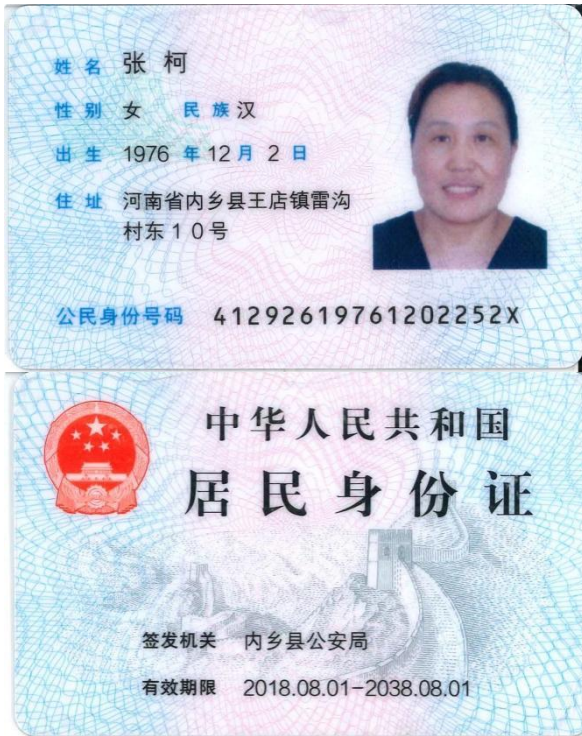 姓名 张柯
性别 女 民族 汉
出生 1976 年 12 月 2 日
住址 河南省内乡县王店镇雷沟
村东10号
公民身份号码 41292619761202252X
中华人民共和国
居民身份证
签发机关 内乡县公安局
有效期限 2018.08.01-2038.08.01